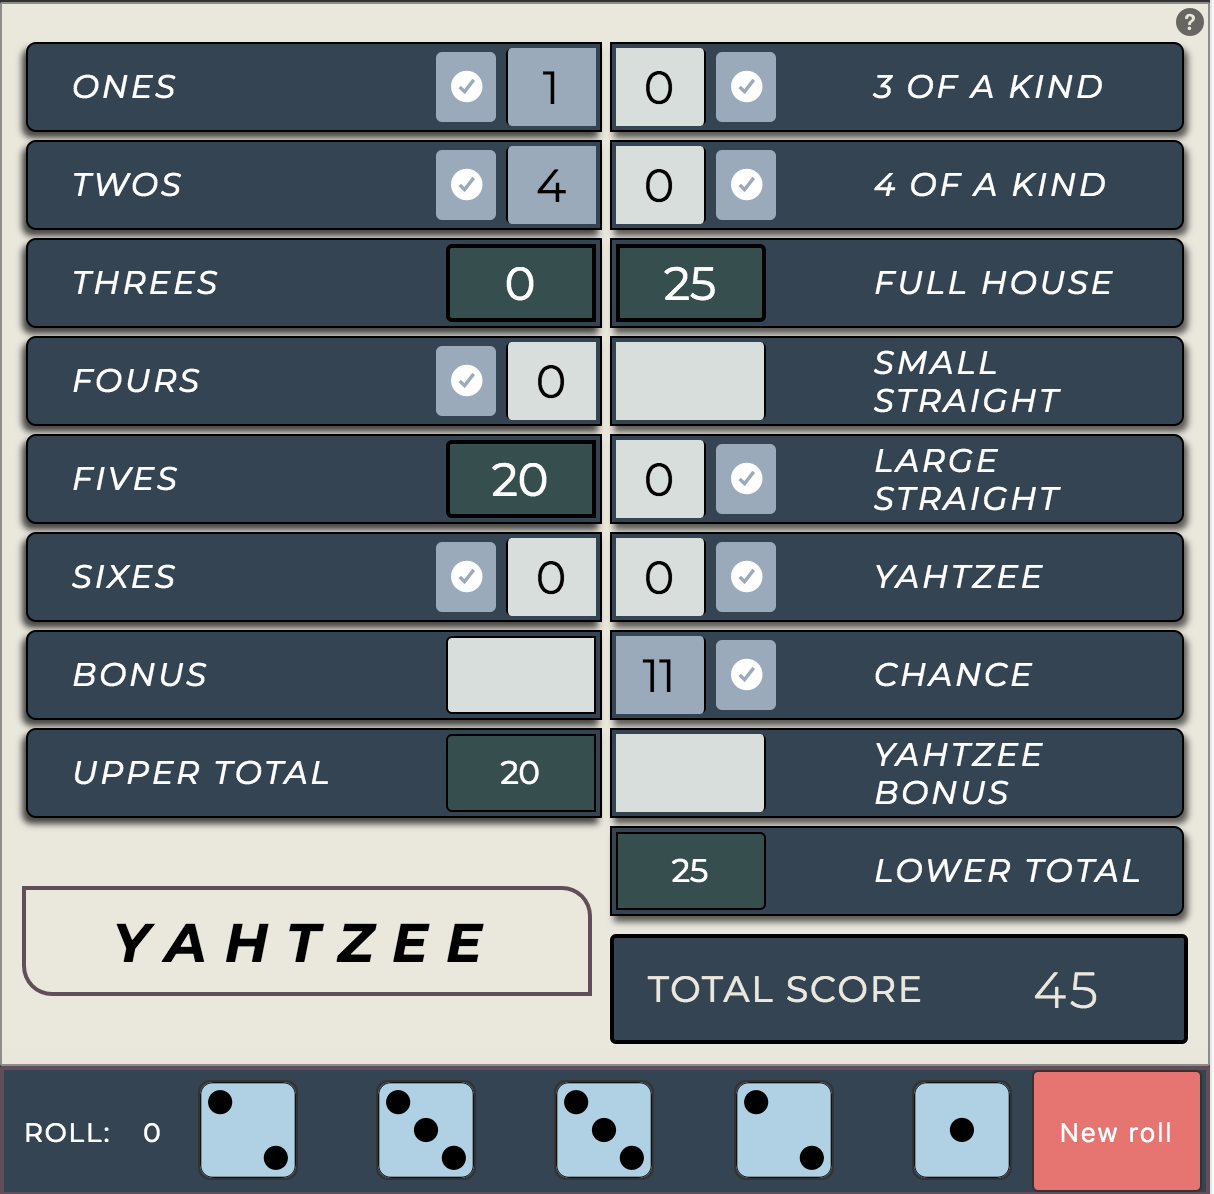 ?
ONES 1 0 3 OF A KIND
TWOS 4 0 4 OF A KIND
THREES 0 25 FULL HOUSE
FOURS 0 SMALL
STRAIGHT
FIVES 20 0 LARGE
STRAIGHT
SIXES 0 0 YAHTZEE
BONUS 11 CHANCE
UPPER TOTAL 20 YAHTZEE
BONUS
25 LOWER TOTAL
YAHTZEE
TOTAL SCORE 45
ROLL: 0 New roll